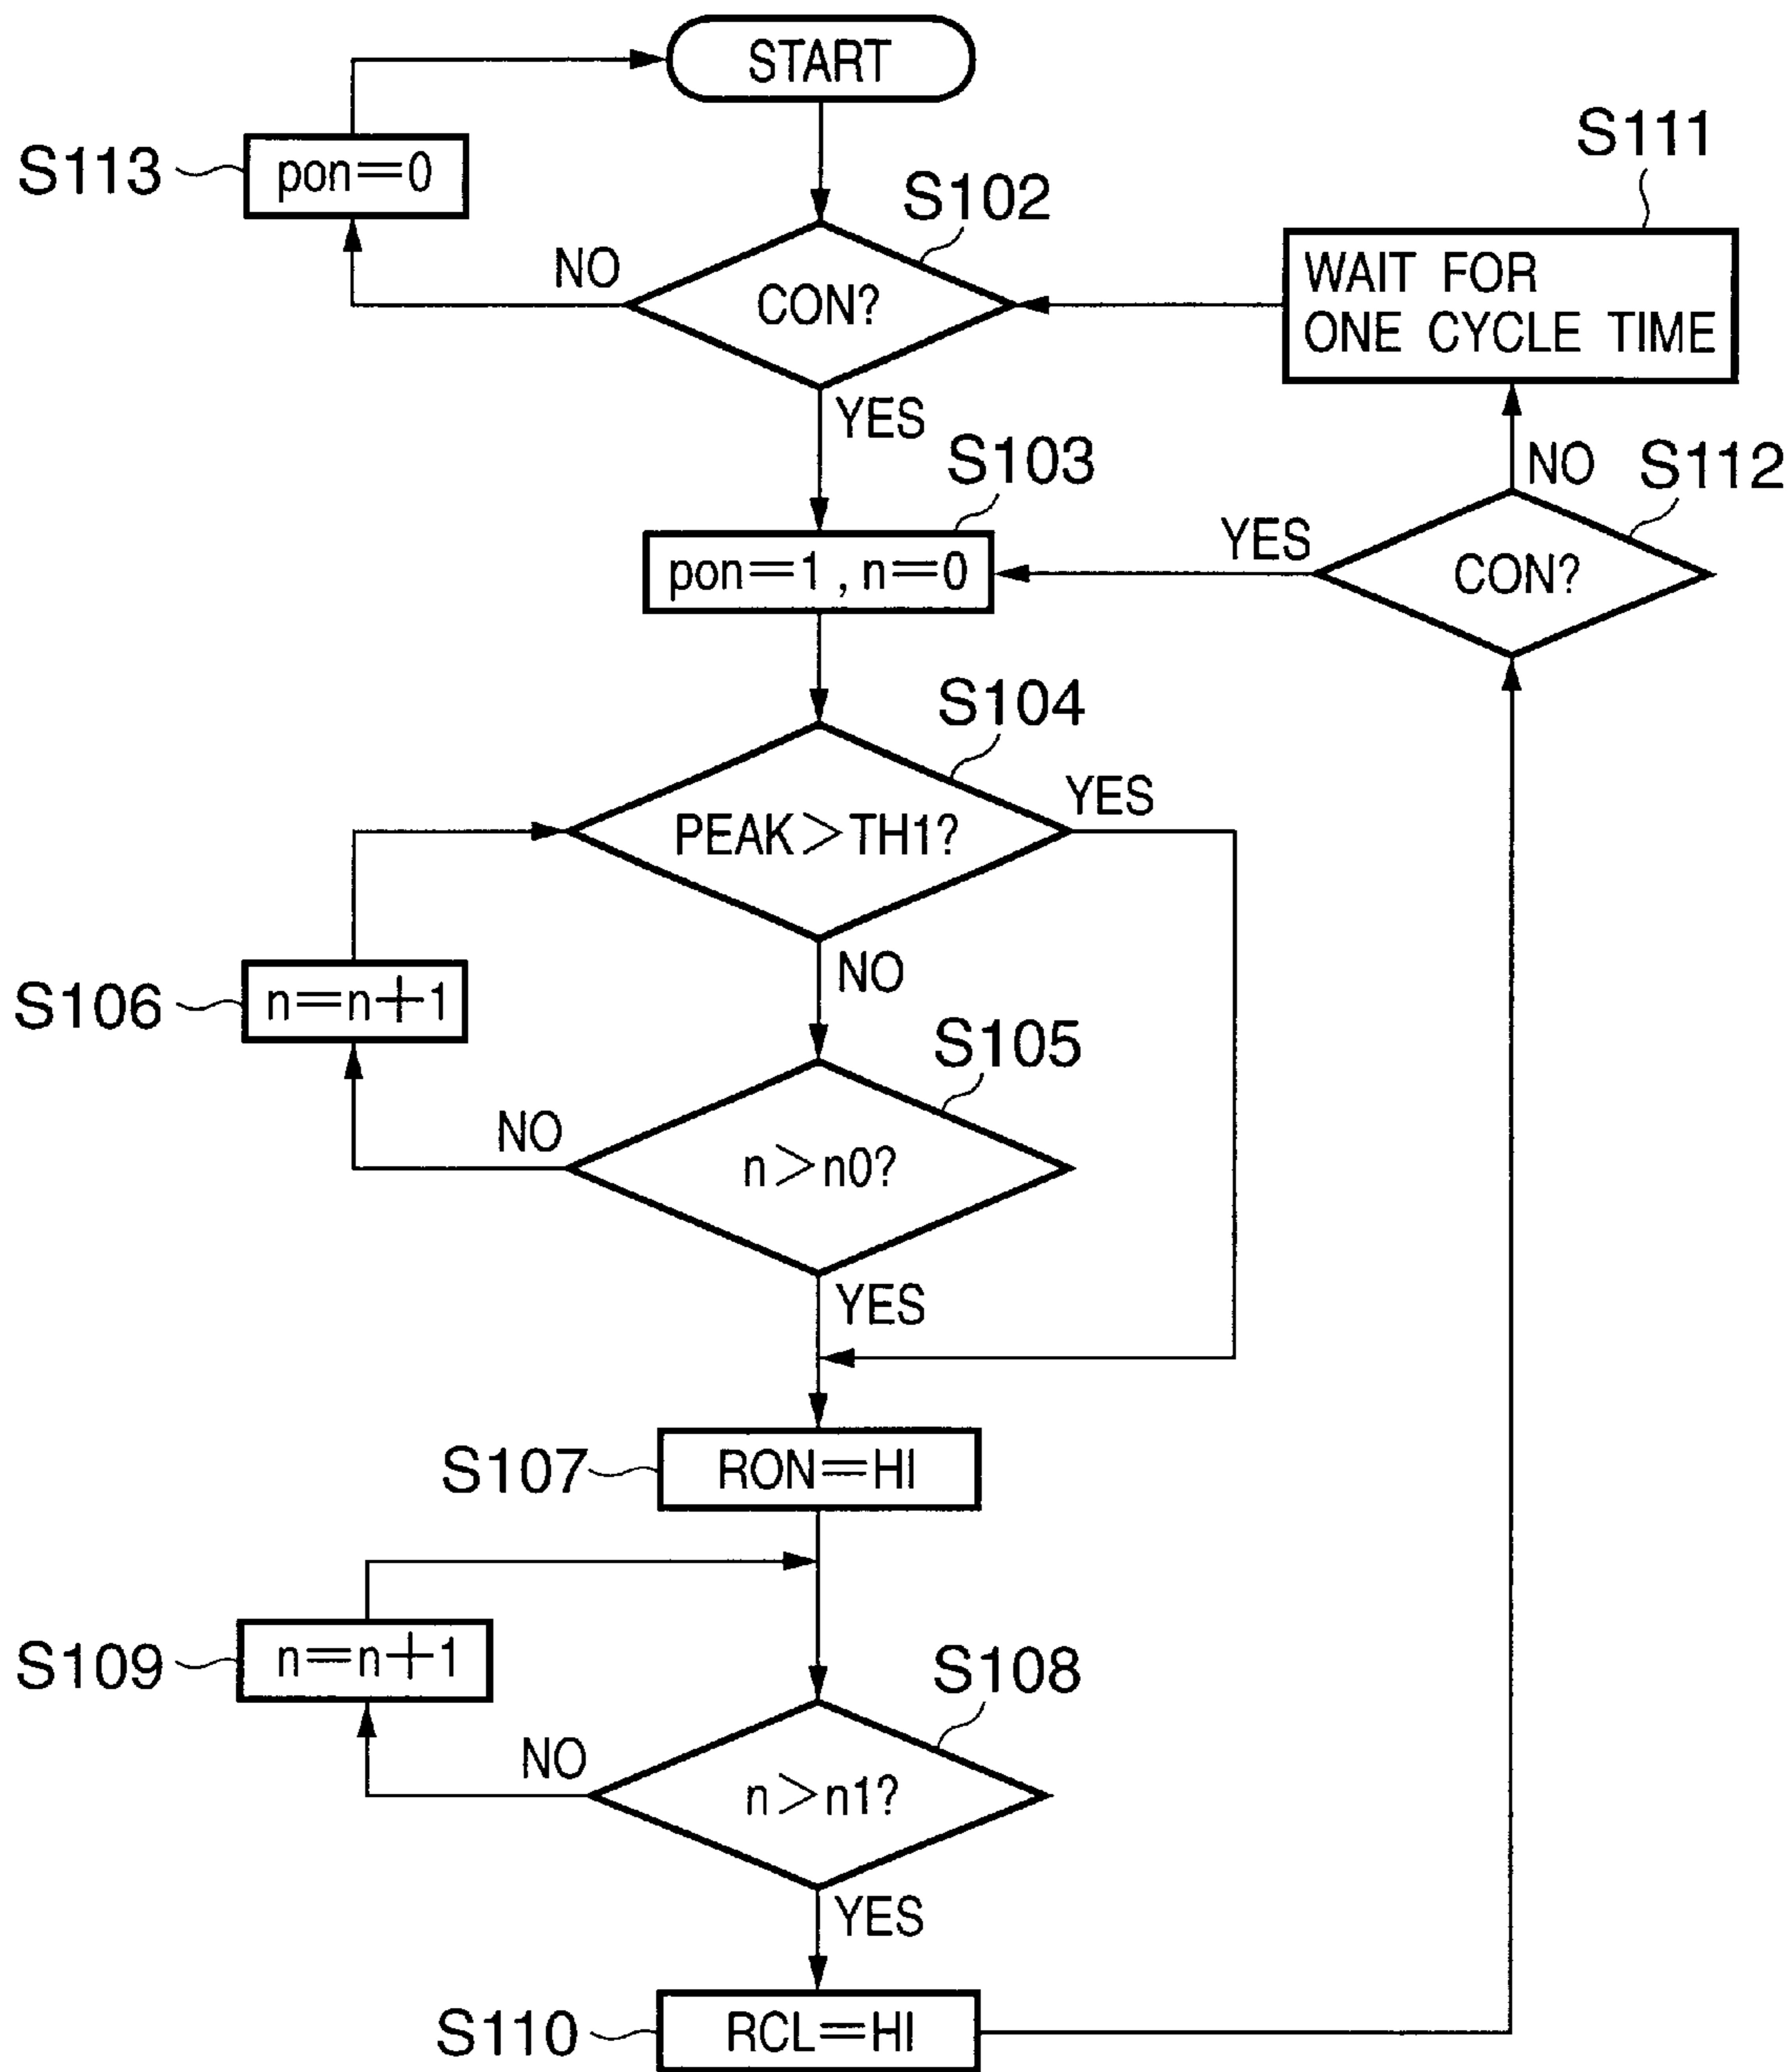 START
S113
pon=0
S102
S111
NO
CON?
WAIT FOR
ONE CYCLE TIME
YES
S103
NO
S112
YES
pon=1, n=0
CON?
S104
YES
PEAK>TH1?
NO
S106
n=n+1
S105
NO
n>n0?
YES
S107
RON=HI
S109
n=n+1
S108
NO
n>n1?
YES
S110
RCL=HI